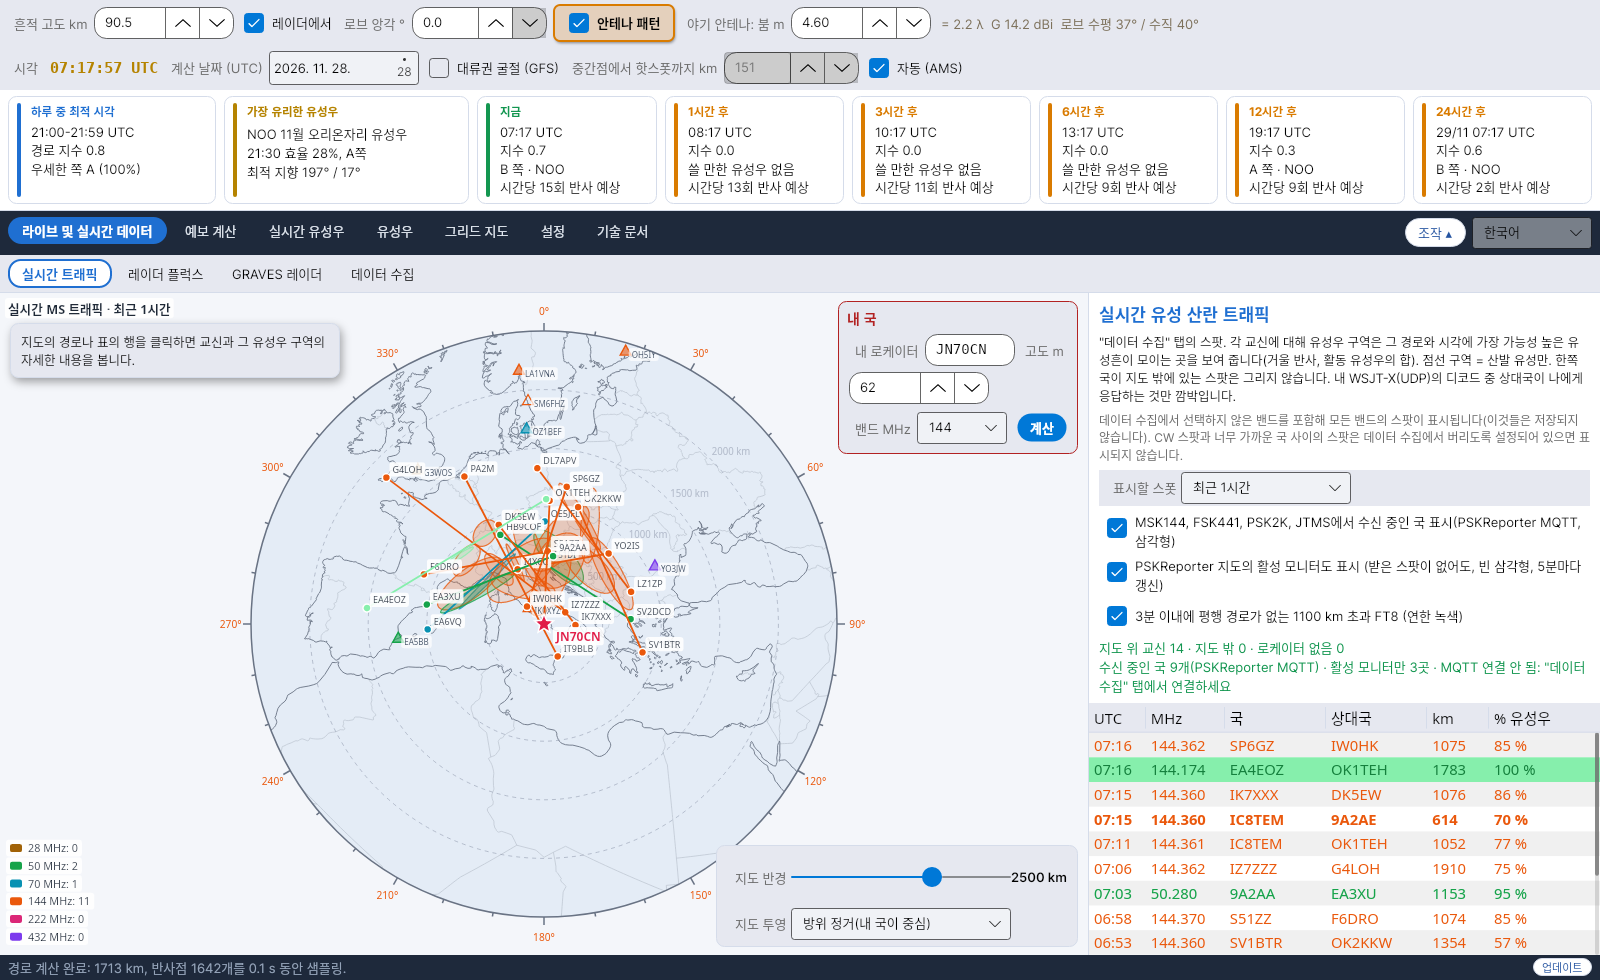 흔적 고도 km 90.5 레이더에서 로브 앙각 ° 0.0 안테나 패턴 야기 안테나: 붐 m 4.60 = 2.2 λ G 14.2 dBi 로브 수평 37° / 수직 40°
시각 07:17:57 UTC 계산 날짜 (UTC) 2026. 11. 28. 28 대류권 굴절 (GFS) 중간점에서 핫스폿까지 km 151 자동 (AMS)
하루 중 최적 시각
21:00-21:59 UTC
경로 지수 0.8
우세한 쪽 A (100%)
가장 유리한 유성우
NOO 11월 오리온자리 유성우
21:30 효율 28%, A쪽
최적 지향 197° / 17°
지금
07:17 UTC
지수 0.7
B 쪽 · NOO
시간당 15회 반사 예상
1시간 후
08:17 UTC
지수 0.0
쓸 만한 유성우 없음
시간당 13회 반사 예상
3시간 후
10:17 UTC
지수 0.0
쓸 만한 유성우 없음
시간당 11회 반사 예상
6시간 후
13:17 UTC
지수 0.0
쓸 만한 유성우 없음
시간당 9회 반사 예상
12시간 후
19:17 UTC
지수 0.3
A 쪽 · NOO
시간당 9회 반사 예상
24시간 후
29/11 07:17 UTC
지수 0.6
B 쪽 · NOO
시간당 2회 반사 예상
라이브 및 실시간 데이터 예보 계산 실시간 유성우 유성우 그리드 지도 설정 기술 문서 조작 ▴ 한국어
실시간 트래픽 레이더 플럭스 GRAVES 레이더 데이터 수집
실시간 MS 트래픽 · 최근 1시간
지도의 경로나 표의 행을 클릭하면 교신과 그 유성우 구역의
자세한 내용을 봅니다.
0°
30°
60°
90°
120°
150°
180°
210°
240°
270°
300°
330°
2000 km
1500 km
1000 km
500
OH5LY
LA1VNA
SM6FHZ
OZ1BEF
DL7APV
G4LOH
G3WOS
PA2M
SP6GZ
OK1TEH
OK2KKW
DK5EW
OE5JFL
HB9COF
9A2AA
YO2IS
YO3JW
F6DRO
LZ1ZP
EA4EOZ
EA3XU
EA6VQ
EA5BB
IW0HK
IZ7ZZZ
IK7XXX
SV2DCD
JN70CN
IT9BLB
SV1BTR
내 국
내 로케이터 JN70CN 고도 m
62
밴드 MHz 144 계산
28 MHz: 0
50 MHz: 2
70 MHz: 1
144 MHz: 11
222 MHz: 0
432 MHz: 0
지도 반경 2500 km
지도 투영 방위 정거(내 국이 중심)
실시간 유성 산란 트래픽
"데이터 수집" 탭의 스팟. 각 교신에 대해 유성우 구역은 그 경로와 시각에 가장 가능성 높은 유
성흔이 모이는 곳을 보여 줍니다(거울 반사, 활동 유성우의 합). 점선 구역 = 산발 유성만. 한쪽
국이 지도 밖에 있는 스팟은 그리지 않습니다. 내 WSJT-X(UDP)의 디코드 중 상대국이 나에게
응답하는 것만 깜박입니다.
데이터 수집에서 선택하지 않은 밴드를 포함해 모든 밴드의 스팟이 표시됩니다(이것들은 저장되지
않습니다). CW 스팟과 너무 가까운 국 사이의 스팟은 데이터 수집에서 버리도록 설정되어 있으면 표
시되지 않습니다.
표시할 스폿 최근 1시간
MSK144, FSK441, PSK2K, JTMS에서 수신 중인 국 표시(PSKReporter MQTT,
삼각형)
PSKReporter 지도의 활성 모니터도 표시 (받은 스팟이 없어도, 빈 삼각형, 5분마다
갱신)
3분 이내에 평행 경로가 없는 1100 km 초과 FT8 (연한 녹색)
지도 위 교신 14 · 지도 밖 0 · 로케이터 없음 0
수신 중인 국 9개(PSKReporter MQTT) · 활성 모니터만 3곳 · MQTT 연결 안 됨: "데이터
수집" 탭에서 연결하세요
UTC MHz 국 상대국 km % 유성우
07:16 144.362 SP6GZ IW0HK 1075 85 %
07:16 144.174 EA4EOZ OK1TEH 1783 100 %
07:15 144.360 IK7XXX DK5EW 1076 86 %
07:15 144.360 IC8TEM 9A2AE 614 70 %
07:11 144.361 IC8TEM OK1TEH 1052 77 %
07:06 144.362 IZ7ZZZ G4LOH 1910 75 %
07:03 50.280 9A2AA EA3XU 1153 95 %
06:58 144.370 S51ZZ F6DRO 1074 85 %
06:53 144.360 SV1BTR OK2KKW 1354 57 %
경로 계산 완료: 1713 km, 반사점 1642개를 0.1 s 동안 샘플링.
업데이트